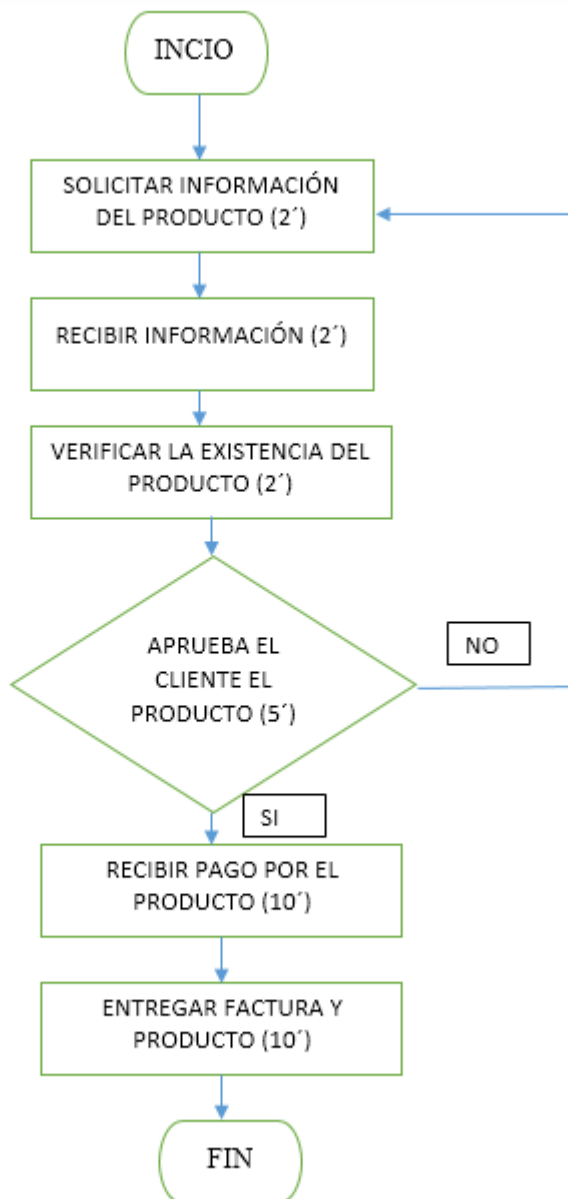 INCIO
SOLICITAR INFORMACIÓN
DEL PRODUCTO (2´)
RECIBIR INFORMACIÓN (2´)
VERIFICAR LA EXISTENCIA DEL
PRODUCTO (2´)
APRUEBA EL
CLIENTE EL
PRODUCTO (5´)
NO
SI
RECIBIR PAGO POR EL
PRODUCTO (10´)
ENTREGAR FACTURA Y
PRODUCTO (10´)
FIN